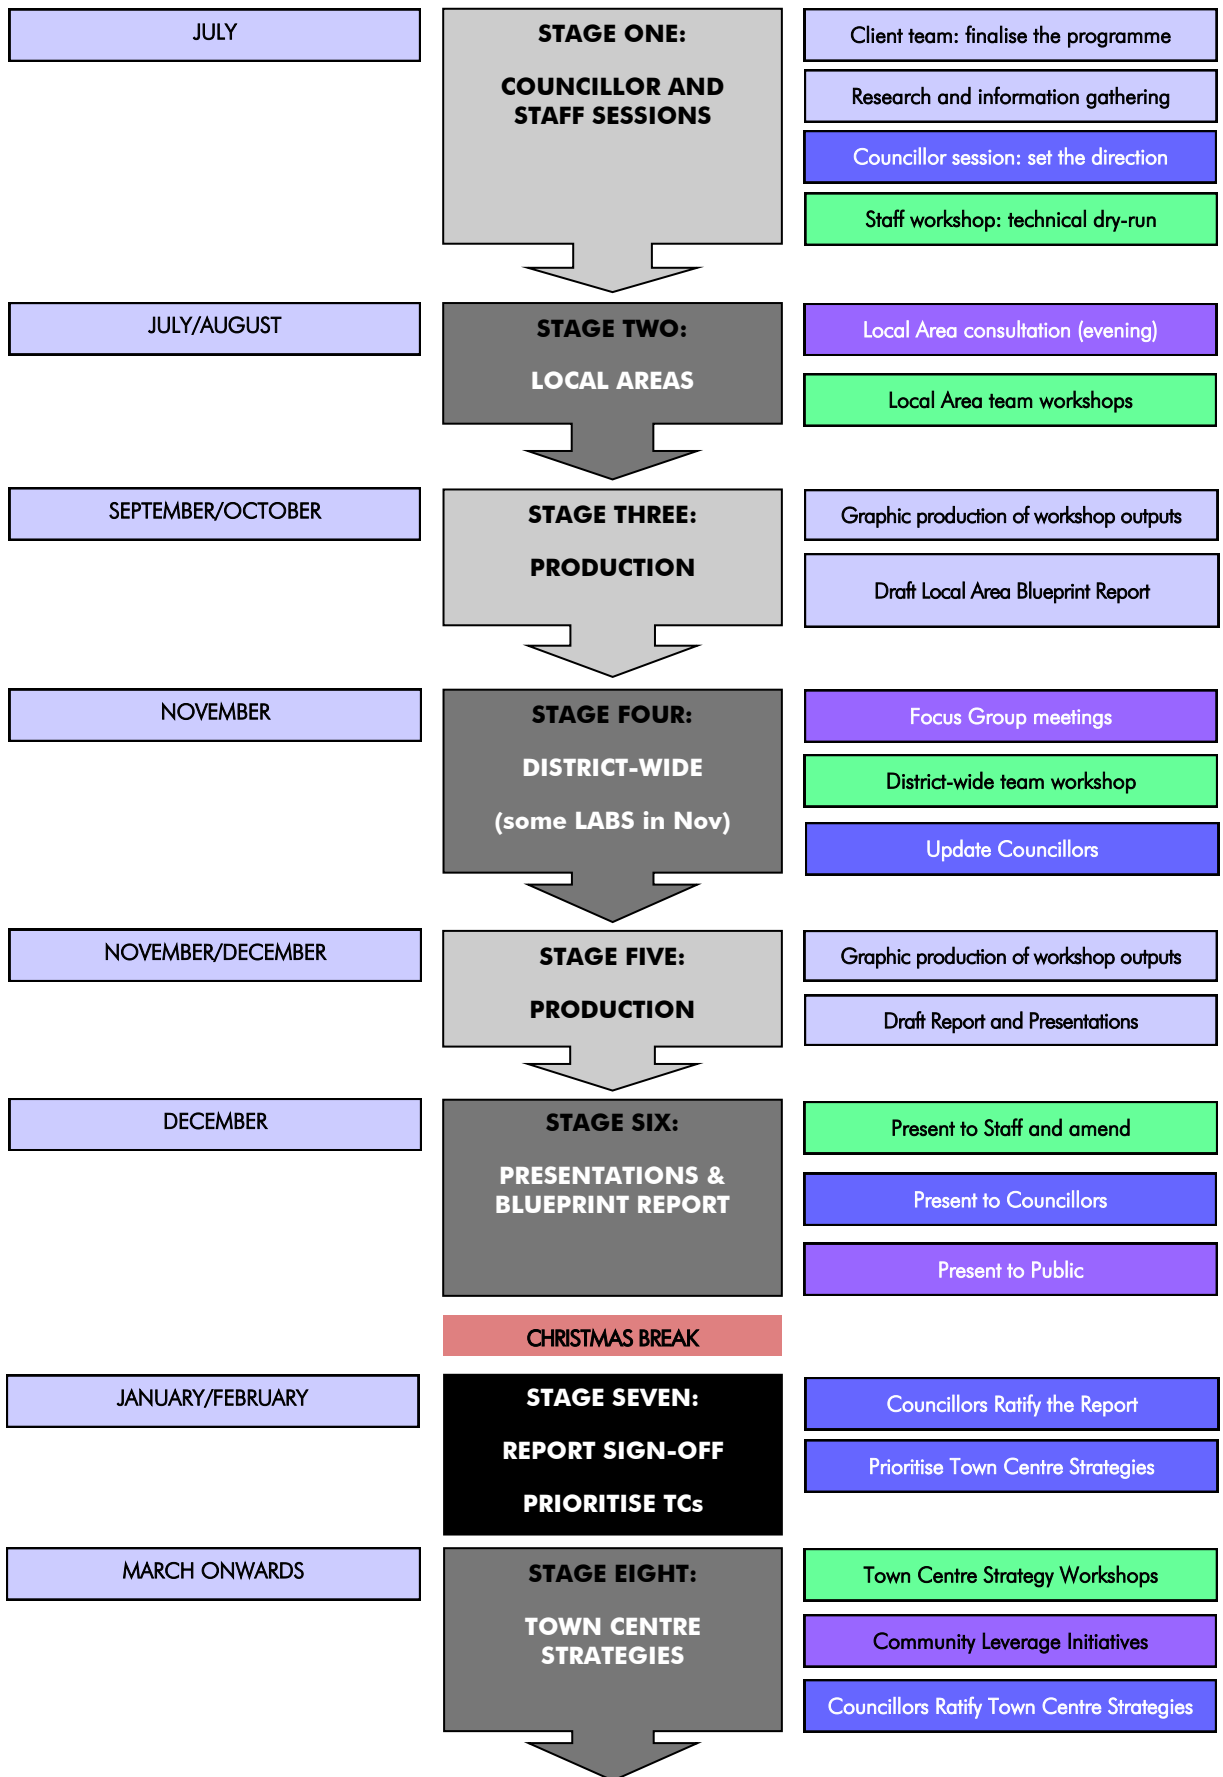 JULY
STAGE ONE:
COUNCILLOR AND
STAFF SESSIONS
Client team: finalise the programme
Research and information gathering
Councillor session: set the direction
Staff workshop: technical dry-run
JULY/AUGUST
STAGE TWO:
LOCAL AREAS
Local Area consultation (evening)
Local Area team workshops
SEPTEMBER/OCTOBER
STAGE THREE:
PRODUCTION
Graphic production of workshop outputs
Draft Local Area Blueprint Report
NOVEMBER
STAGE FOUR:
DISTRICT-WIDE
(some LABS in Nov)
Focus Group meetings
District-wide team workshop
Update Councillors
NOVEMBER/DECEMBER
STAGE FIVE:
PRODUCTION
Graphic production of workshop outputs
Draft Report and Presentations
DECEMBER
STAGE SIX:
PRESENTATIONS &
BLUEPRINT REPORT
Present to Staff and amend
Present to Councillors
Present to Public
CHRISTMAS BREAK
JANUARY/FEBRUARY
STAGE SEVEN:
REPORT SIGN-OFF
PRIORITISE TCs
Councillors Ratify the Report
Prioritise Town Centre Strategies
MARCH ONWARDS
STAGE EIGHT:
TOWN CENTRE
STRATEGIES
Town Centre Strategy Workshops
Community Leverage Initiatives
Councillors Ratify Town Centre Strategies